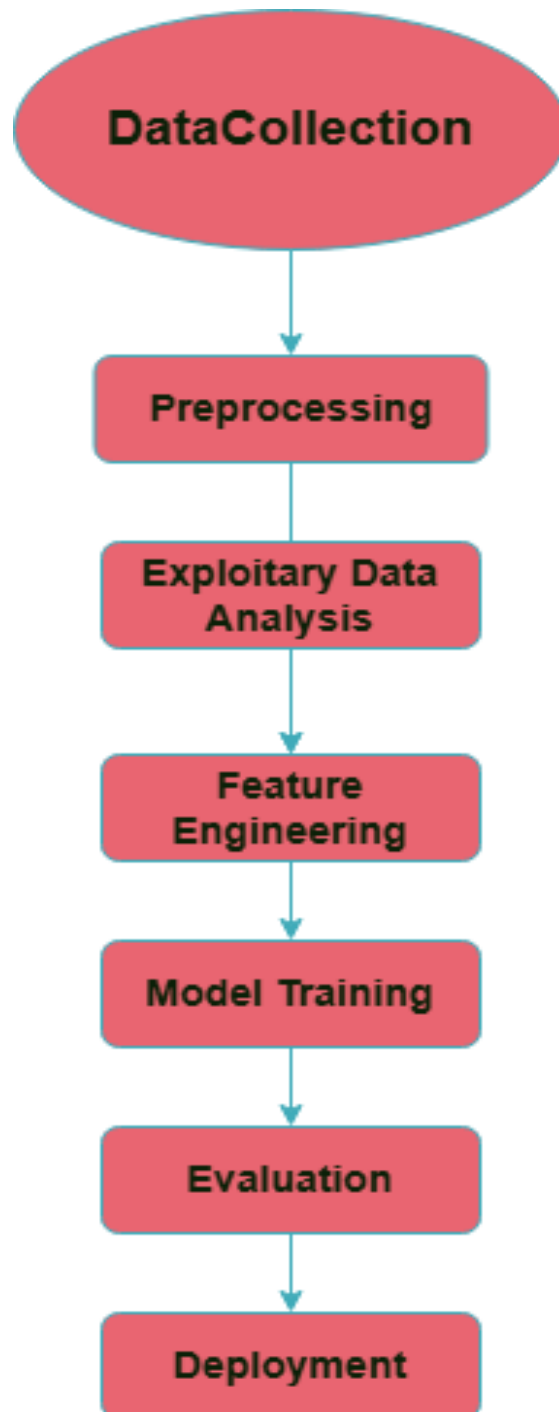 DataCollection
Preprocessing
Exploitary Data
Analysis
Feature
Engineering
Model Training
Evaluation
Deployment